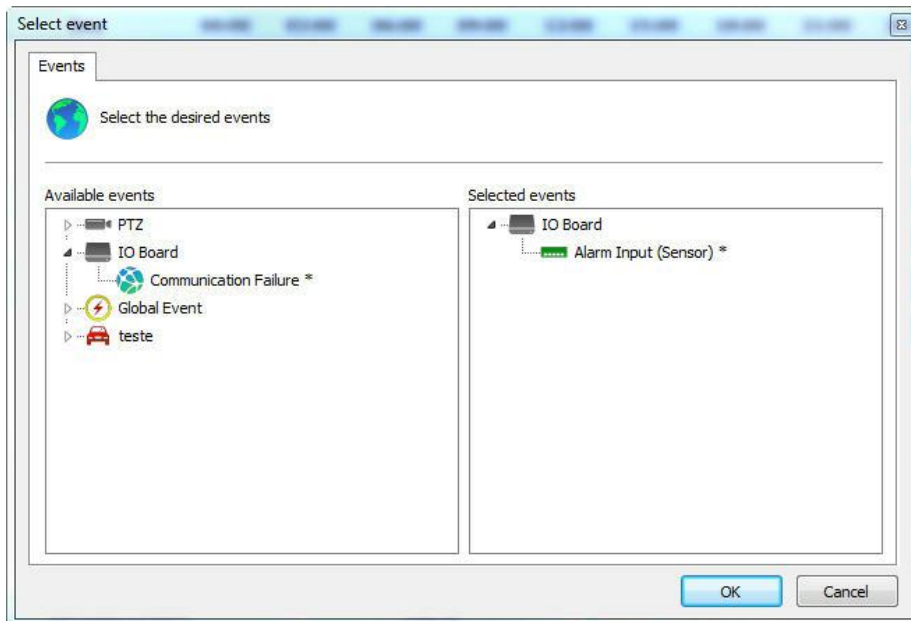 Select event
Events
Select the desired events
Available events
PTZ
IO Board
Communication Failure *
Global Event
teste
Selected events
IO Board
Alarm Input (Sensor) *
OK
Cancel